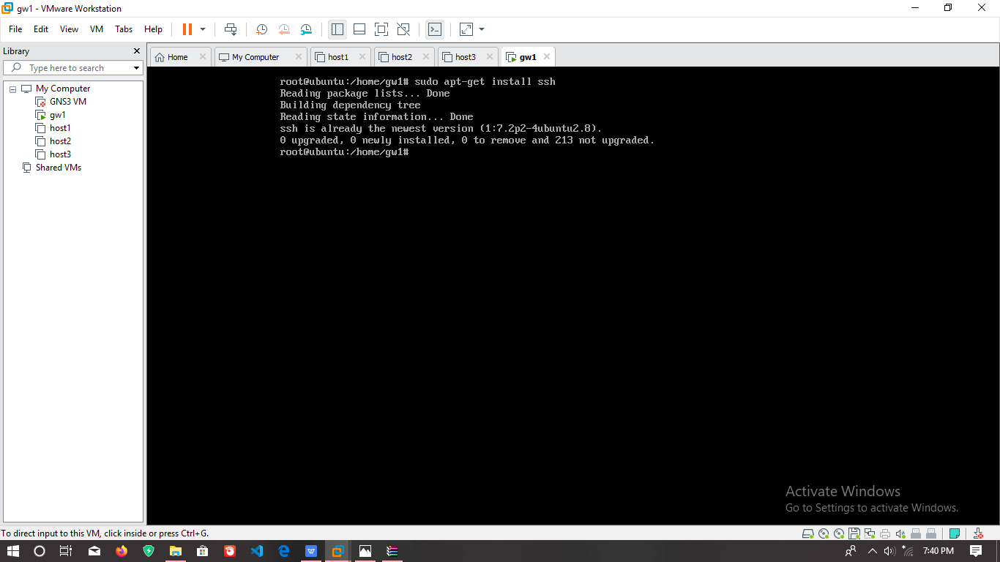 gw1 - VMware Workstation
File Edit View VM Tabs Help
Library
Type here to search
My Computer
GNS3 VM
gw1
host1
host2
host3
Shared VMs
Home My Computer host1 host2 host3 gw1
root@ubuntu:/home/gw1# sudo apt-get install ssh
Reading package lists... Done
Building dependency tree
Reading state information... Done
ssh is already the newest version (1:7.2p2-4ubuntu2.8).
0 upgraded, 0 newly installed, 0 to remove and 213 not upgraded.
root@ubuntu:/home/gw1#
Activate Windows
Go to Settings to activate Windows.
To direct input to this VM, click inside or press Ctrl+G.
7:40 PM